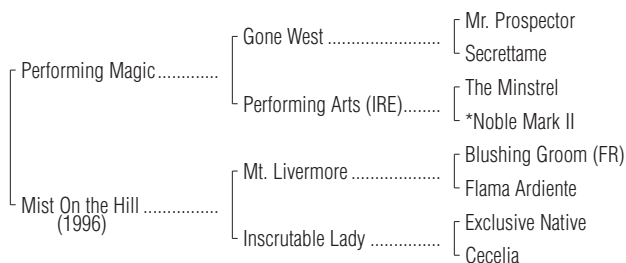 Mr. Prospector
Gone West ........................
Secrettame
Performing Magic .............
The Minstrel
Performing Arts (IRE)........
*Noble Mark II
Blushing Groom (FR)
Mt. Livermore ...................
Flama Ardiente
Mist On the Hill ................
(1996)
Exclusive Native
Inscrutable Lady ...............
Cecelia